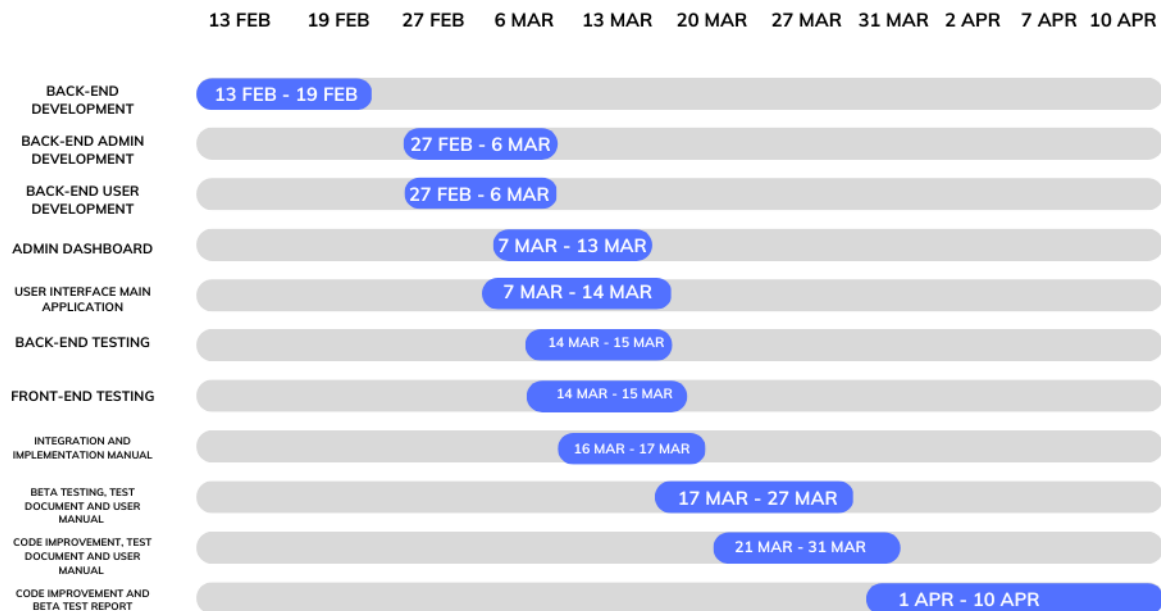 13 FEB 19 FEB 27 FEB 6 MAR 13 MAR 20 MAR 27 MAR 31 MAR 2 APR 7 APR 10 APR
BACK-END
DEVELOPMENT
13 FEB - 19 FEB
BACK-END ADMIN
DEVELOPMENT
27 FEB - 6 MAR
BACK-END USER
DEVELOPMENT
27 FEB - 6 MAR
ADMIN DASHBOARD
7 MAR - 13 MAR
USER INTERFACE MAIN
APPLICATION
7 MAR - 14 MAR
BACK-END TESTING
14 MAR - 15 MAR
FRONT-END TESTING
14 MAR - 15 MAR
INTEGRATION AND
IMPLEMENTATION MANUAL
16 MAR - 17 MAR
BETA TESTING, TEST
DOCUMENT AND USER
MANUAL
17 MAR - 27 MAR
CODE IMPROVEMENT, TEST
DOCUMENT AND USER
MANUAL
21 MAR - 31 MAR
CODE IMPROVEMENT AND
BETA TEST REPORT
1 APR - 10 APR